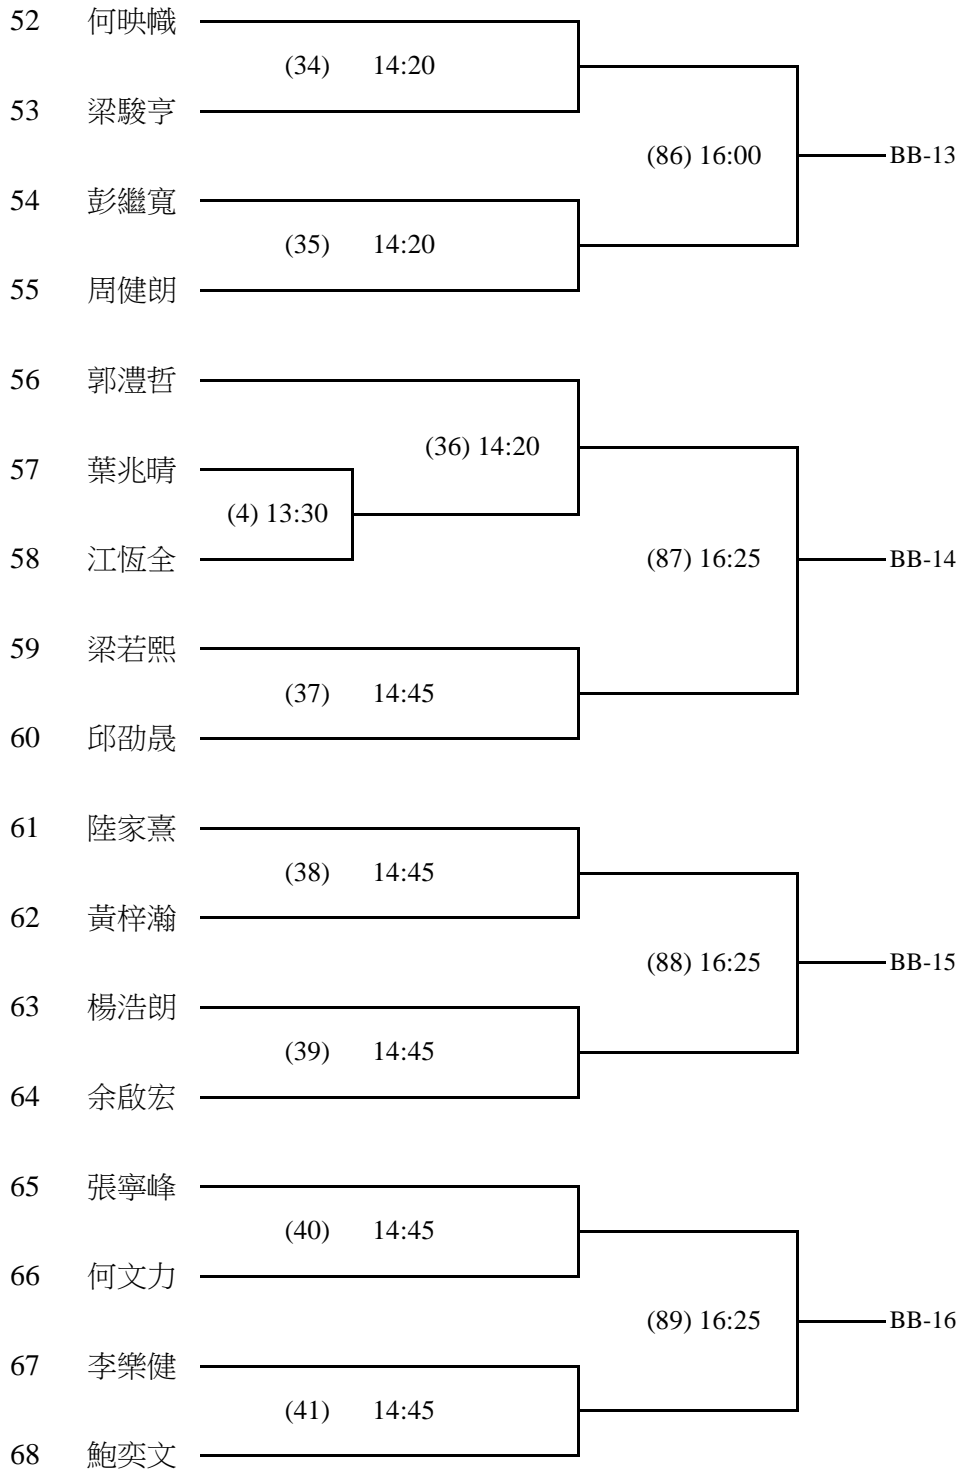 52 何映幟
(34) 14:20
53 梁駿亨
(86) 16:00 BB-13
54 彭繼寬
(35) 14:20
55 周健朗
56 郭澧哲
(36) 14:20
57 葉兆晴
(4) 13:30
58 江恆全
(87) 16:25 BB-14
59 梁若熙
(37) 14:45
60 邱劭晟
61 陸家熹
(38) 14:45
62 黃梓瀚
(88) 16:25 BB-15
63 楊浩朗
(39) 14:45
64 余啟宏
65 張寧峰
(40) 14:45
66 何文力
(89) 16:25 BB-16
67 李樂健
(41) 14:45
68 鮑奕文